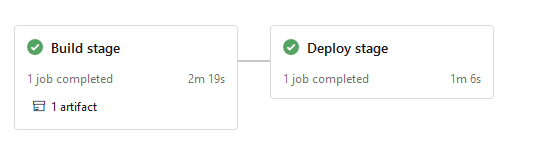 Build stage
1 job completed 2m 19s
1 artifact
Deploy stage
1 job completed 1m 6s